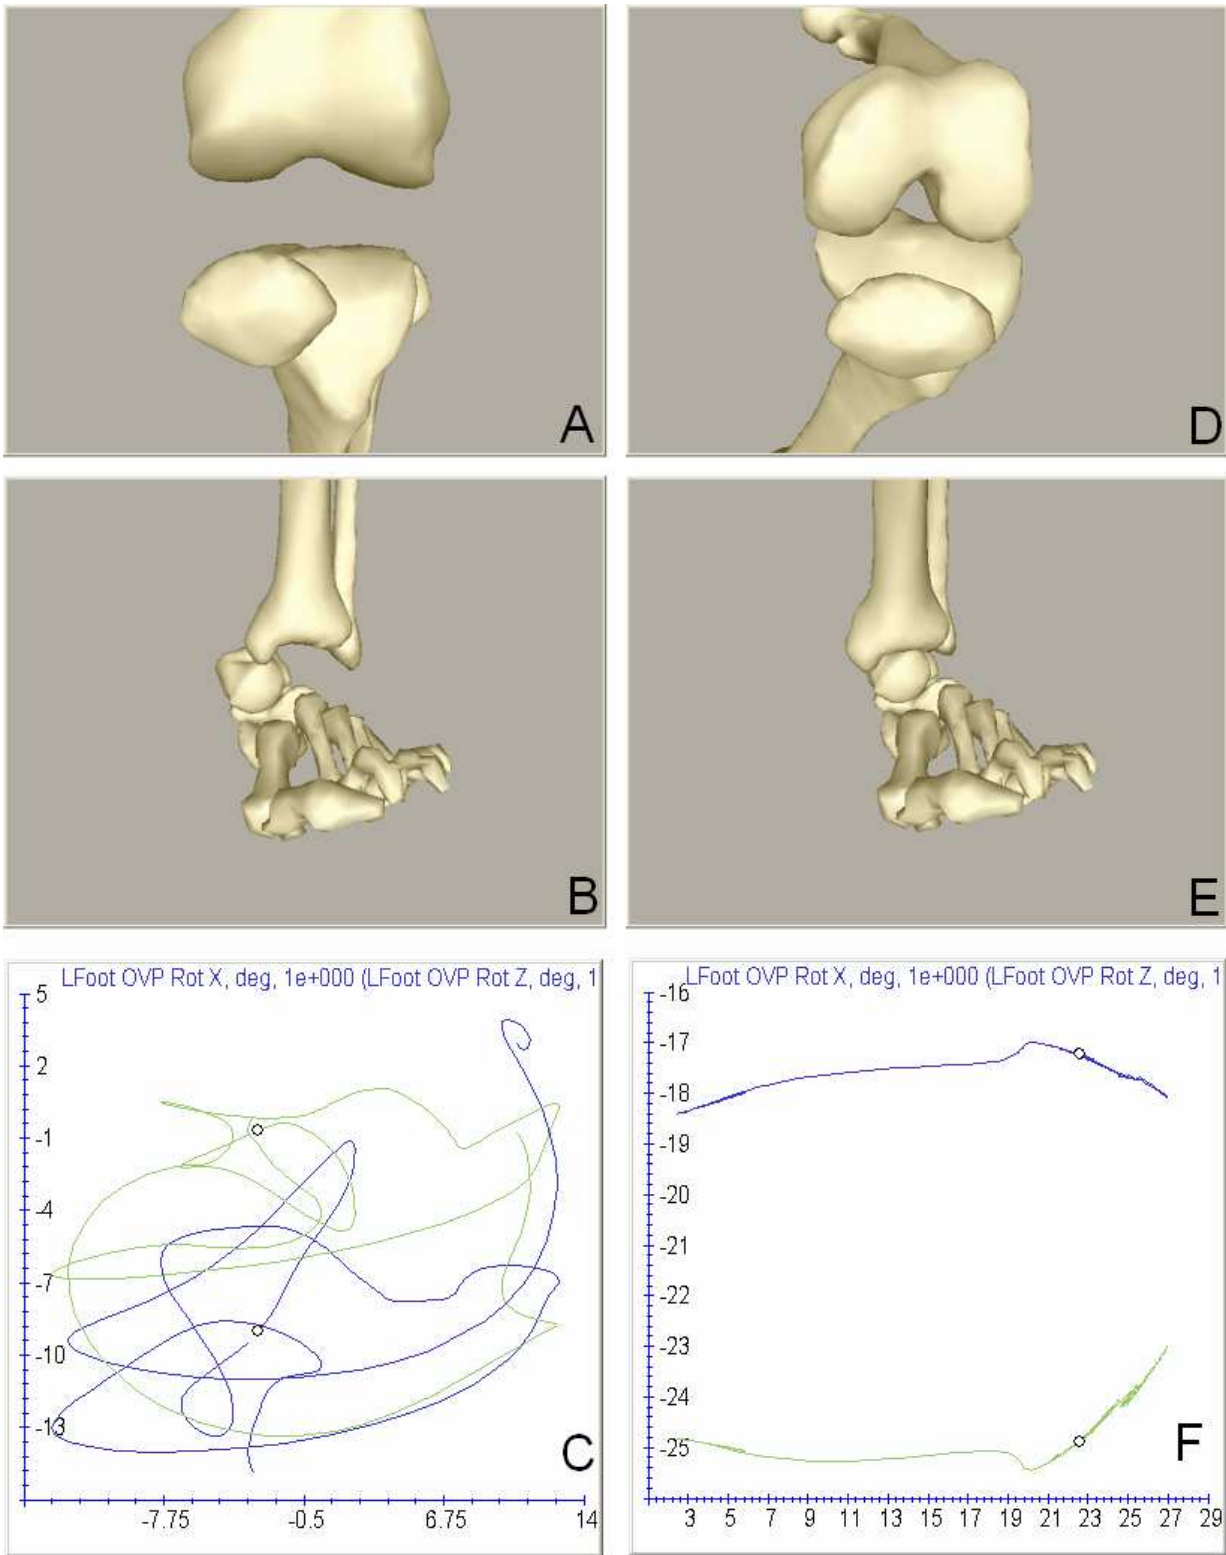 A
D
B
E
LFoot OVP Rot X, deg, 1e+000 (LFoot OVP Rot Z, deg, 1
5
2
-1
-4
-7
-10
-13
-7.75 -0.5 6.75 14
C
LFoot OVP Rot X, deg, 1e+000 (LFoot OVP Rot Z, deg, 1
-16
-17
-18
-19
-20
-21
-22
-23
-24
-25
3 5 7 9 11 13 15 17 19 21 23 25 27 29
F